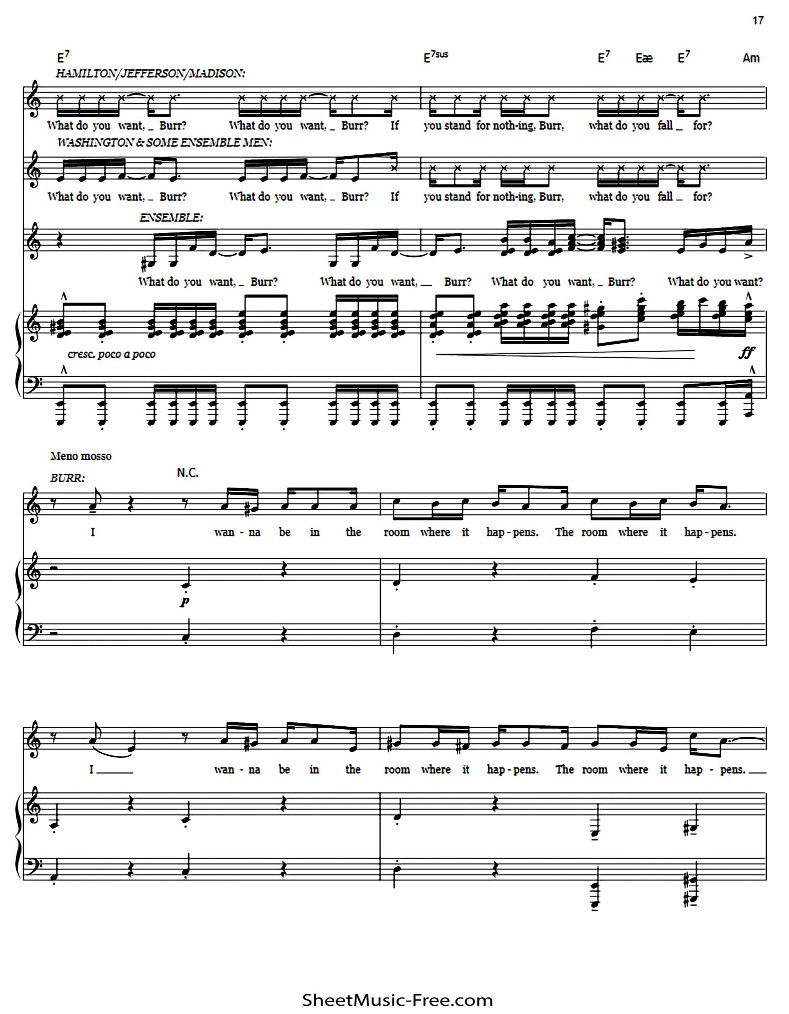 17
E7 E7sus E7 Eæ E7 Am
HAMILTON/JEFFERSON/MADISON:
What do you want, _ Burr? What do you want, _ Burr? If you stand for noth-ing, Burr, what do you fall _ for?
WASHINGTON & SOME ENSEMBLE MEN:
What do you want, _ Burr? What do you want, _ Burr? If you stand for noth-ing, Burr, what do you fall _ for?
ENSEMBLE:
What do you want, _ Burr? What do you want, __ Burr? What do you want, _ Burr? What do you want?
cresc. poco a poco ff
Meno mosso
BURR: N.C.
I wan - na be in the room where it hap - pens. The room where it hap - pens.
p
I ____ wan - na be in the room where it hap - pens. The room where it hap - pens. __
SheetMusic-Free.com